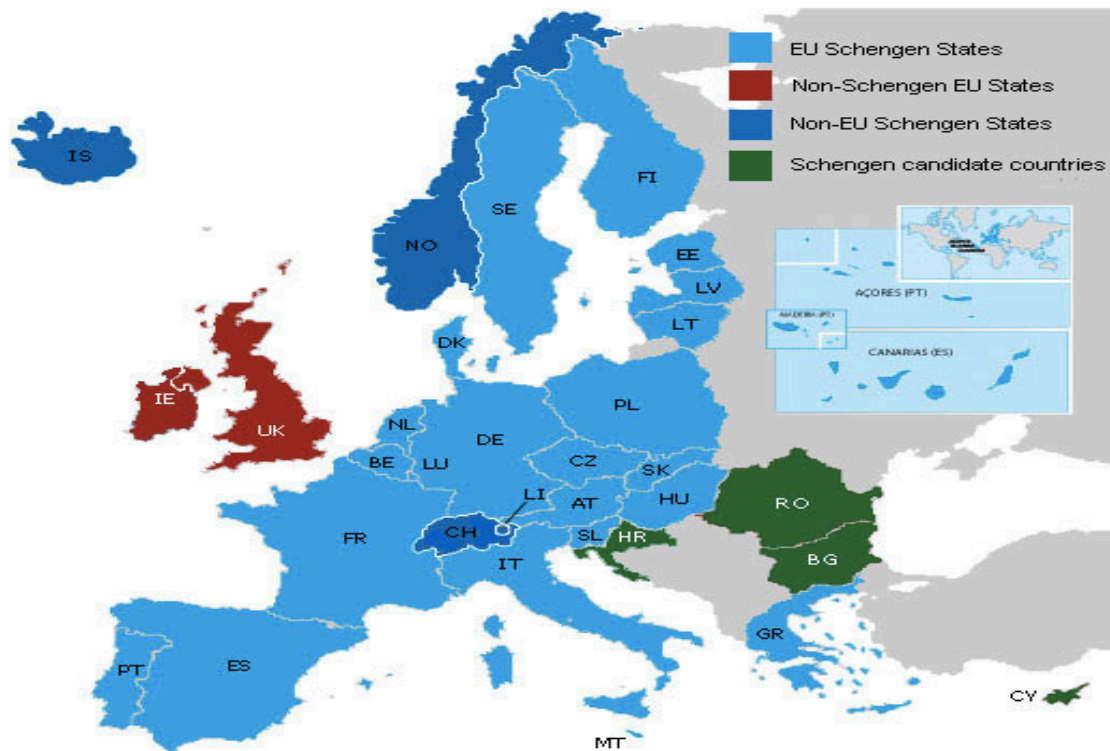 EU Schengen States
Non-Schengen EU States
Non-EU Schengen States
Schengen candidate countries
IS
FI
SE
NO
EE
LV
AÇORES (PT)
LT
MADEIRA (PT)
DK
CANARIAS (ES)
IE
PL
UK
NL
DE
BE
LU
CZ
SK
LI
HU
AT
RO
FR
CH
SL
HR
IT
BG
GR
PT
ES
CY
MT